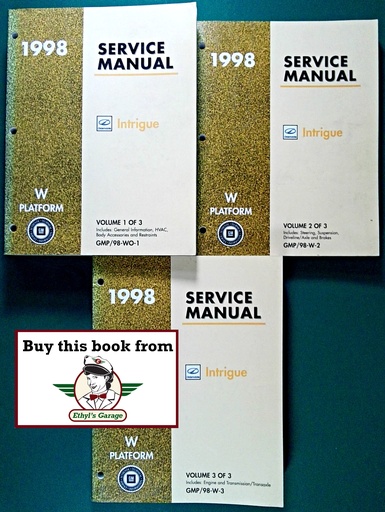 1998
SERVICE
MANUAL
Intrigue
W
PLATFORM
VOLUME 1 OF 3
Includes: General Information, HVAC,
Body Accessories and Restraints
GMP/98-WO-1
1998
SERVICE
MANUAL
Intrigue
W
PLATFORM
VOLUME 2 OF 3
Includes: Steering, Suspension,
Driveline/Axle and Brakes
GMP/98-W-2
1998
SERVICE
MANUAL
Intrigue
W
PLATFORM
VOLUME 3 OF 3
Includes: Engine and Transmission/Transaxle
GMP/98-W-3
Buy this book from
Ethyl's Garage